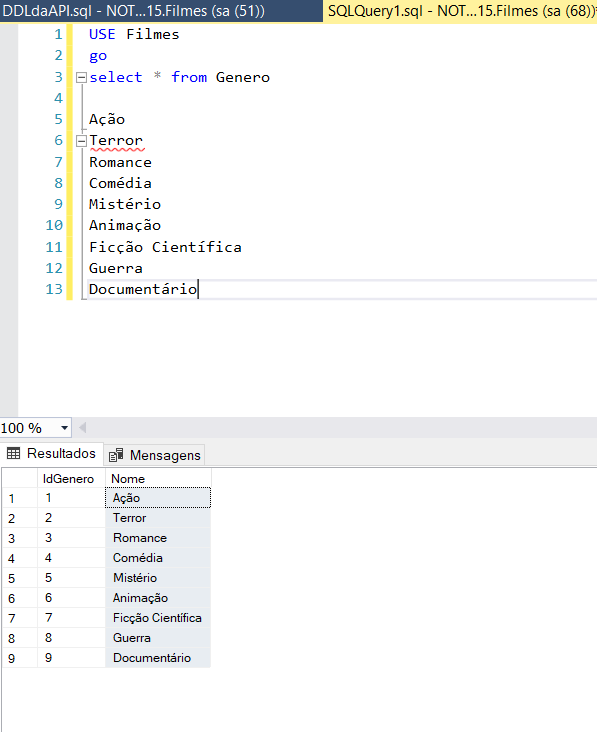 DDLdaAPI.sql - NOT...15.Filmes (sa (51)) SQLQuery1.sql - NOT...15.Filmes (sa (68))*
1 USE Filmes
2 go
3 select * from Genero
4
5 Ação
6 Terror
7 Romance
8 Comédia
9 Mistério
10 Animação
11 Ficção Científica
12 Guerra
13 Documentário
100 %
Resultados Mensagens
IdGenero Nome
1 1 Ação
2 2 Terror
3 3 Romance
4 4 Comédia
5 5 Mistério
6 6 Animação
7 7 Ficção Científica
8 8 Guerra
9 9 Documentário